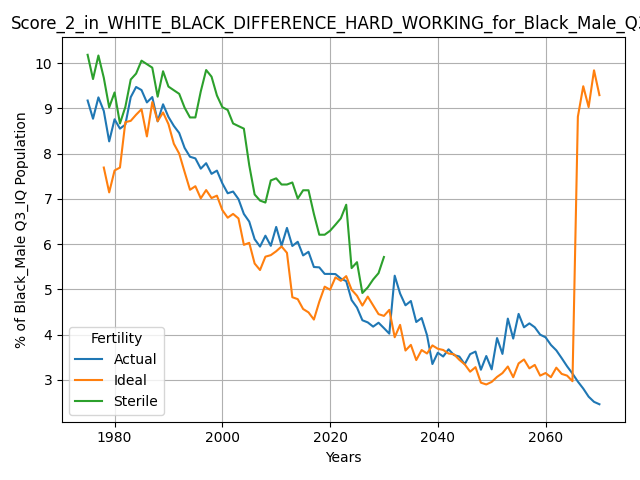 Score_2_in_WHITE_BLACK_DIFFERENCE_HARD_WORKING_for_Black_Male_Q3
% of Black_Male Q3_IQ Population
10
9
8
7
6
5
4
3
Fertility
Actual
Ideal
Sterile
1980 2000 2020 2040 2060
Years